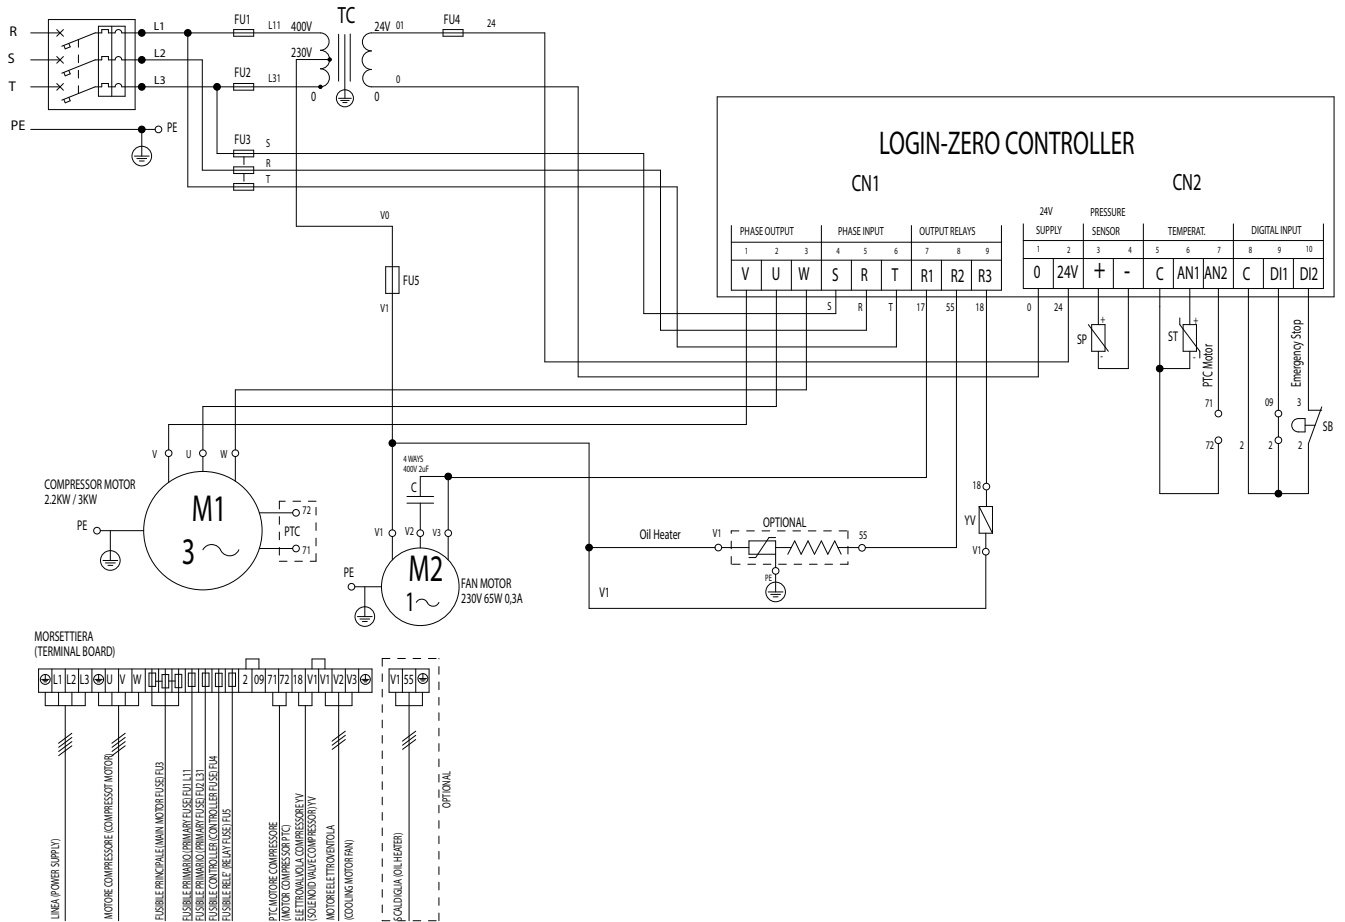 R
S
T
PE
L1
L2
L3
PE
FU1
L11
400V
TC
24V
01
FU4
24
230V
FU2
L31
0
0
0
FU3
S
R
T
V0
FU5
V1
LOGIN-ZERO CONTROLLER
CN1
CN2
24V
SUPPLY
PRESSURE
SENSOR
PHASE OUTPUT
PHASE INPUT
OUTPUT RELAYS
TEMPERAT.
DIGITAL INPUT
1 2 3 4 5 6 7 8 9
1 2 3 4 5 6 7 8 9 10
V U W S R T R1 R2 R3
0 24V + - C AN1 AN2 C DI1 DI2
S R T 17 55 18
0 24
SP
+
-
ST
+
-
PTC Motor
71
72
2
09
2
Emergency Stop
3
2
SB
V U W
COMPRESSOR MOTOR
2.2KW / 3KW
M1
3
PE
72
PTC
71
4 WAYS
400V 2uF
C
V1 V2 V3
M2
1
PE
FAN MOTOR
230V 65W 0,3A
Oil Heater
V1
OPTIONAL
55
PE
V1
18
YV
V1
MORSETTIERA
(TERMINAL BOARD)
L1 L2 L3 U V W 2 09 71 72 18 V1 V1 V2 V3
V1 55
LINEA (POWER SUPPLY)
MOTORE COMPRESSORE (COMPRESSOT MOTOR)
FUSIBILE PRINCIPALE (MAIN MOTOR FUSE) FU3
FUSIBILE PRIMARIO (PRIMARY FUSE) FU1 L11
FUSIBILE PRIMARIO (PRIMARY FUSE) FU2 L31
FUSIBILE CONTROLLER (CONTROLLER FUSE) FU4
FUSIBILE RELE' (RELAY FUSE) FU5
PTC MOTORE COMPRESSORE
(MOTOR COMPRESSOR PTC)
ELETTROVALVOLA COMPRESSORE YV
(SOLENOID VALVE COMPRESSOR) YV
MOTORE ELETTROVENTOLA
(COOLING MOTOR FAN)
SCALDIGLIA (OIL HEATER)
OPTIONAL